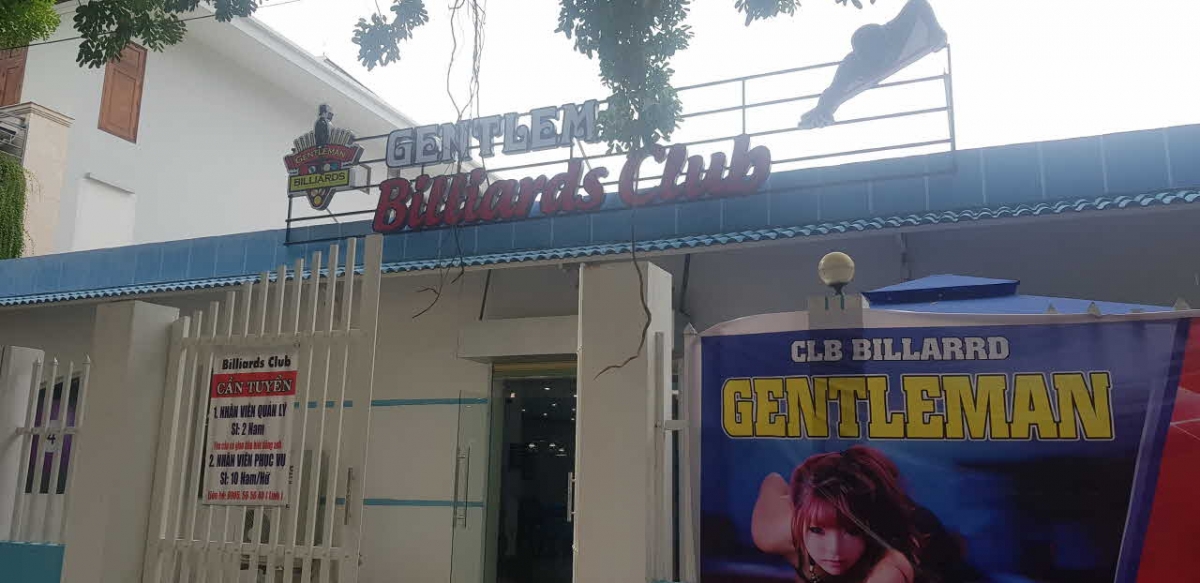 GENTLEM
Billiards Club
GENTLEMAN
BILLIARDS
Billiards Club
CẦN TUYỂN
1. NHÂN VIÊN QUẢN LÝ
Sl: 2 Nam
2. NHÂN VIÊN PHỤC VỤ
Sl: 10 Nam/Nữ
CLB BILLARRD
GENTLEMAN
4